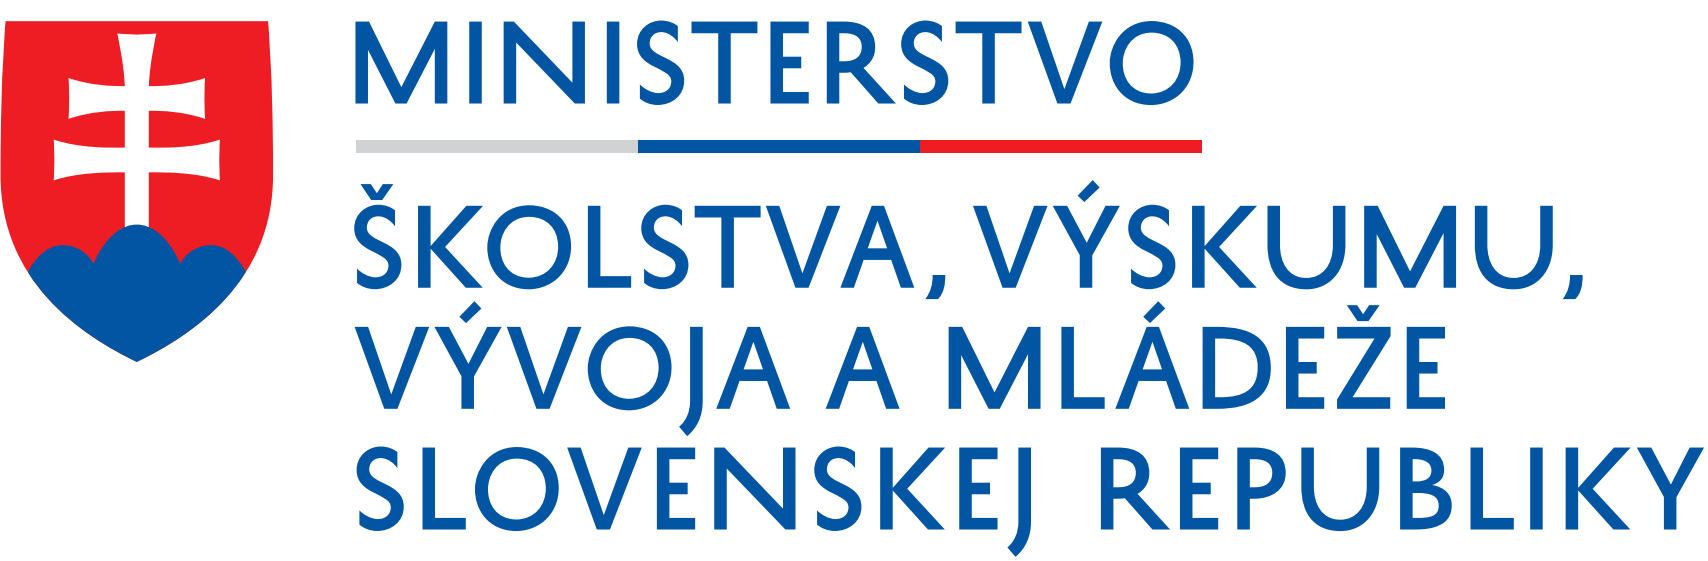 MINISTERSTVO
ŠKOLSTVA, VÝSKUMU,
VÝVOJA A MLÁDEŽE
SLOVENSKEJ REPUBLIKY